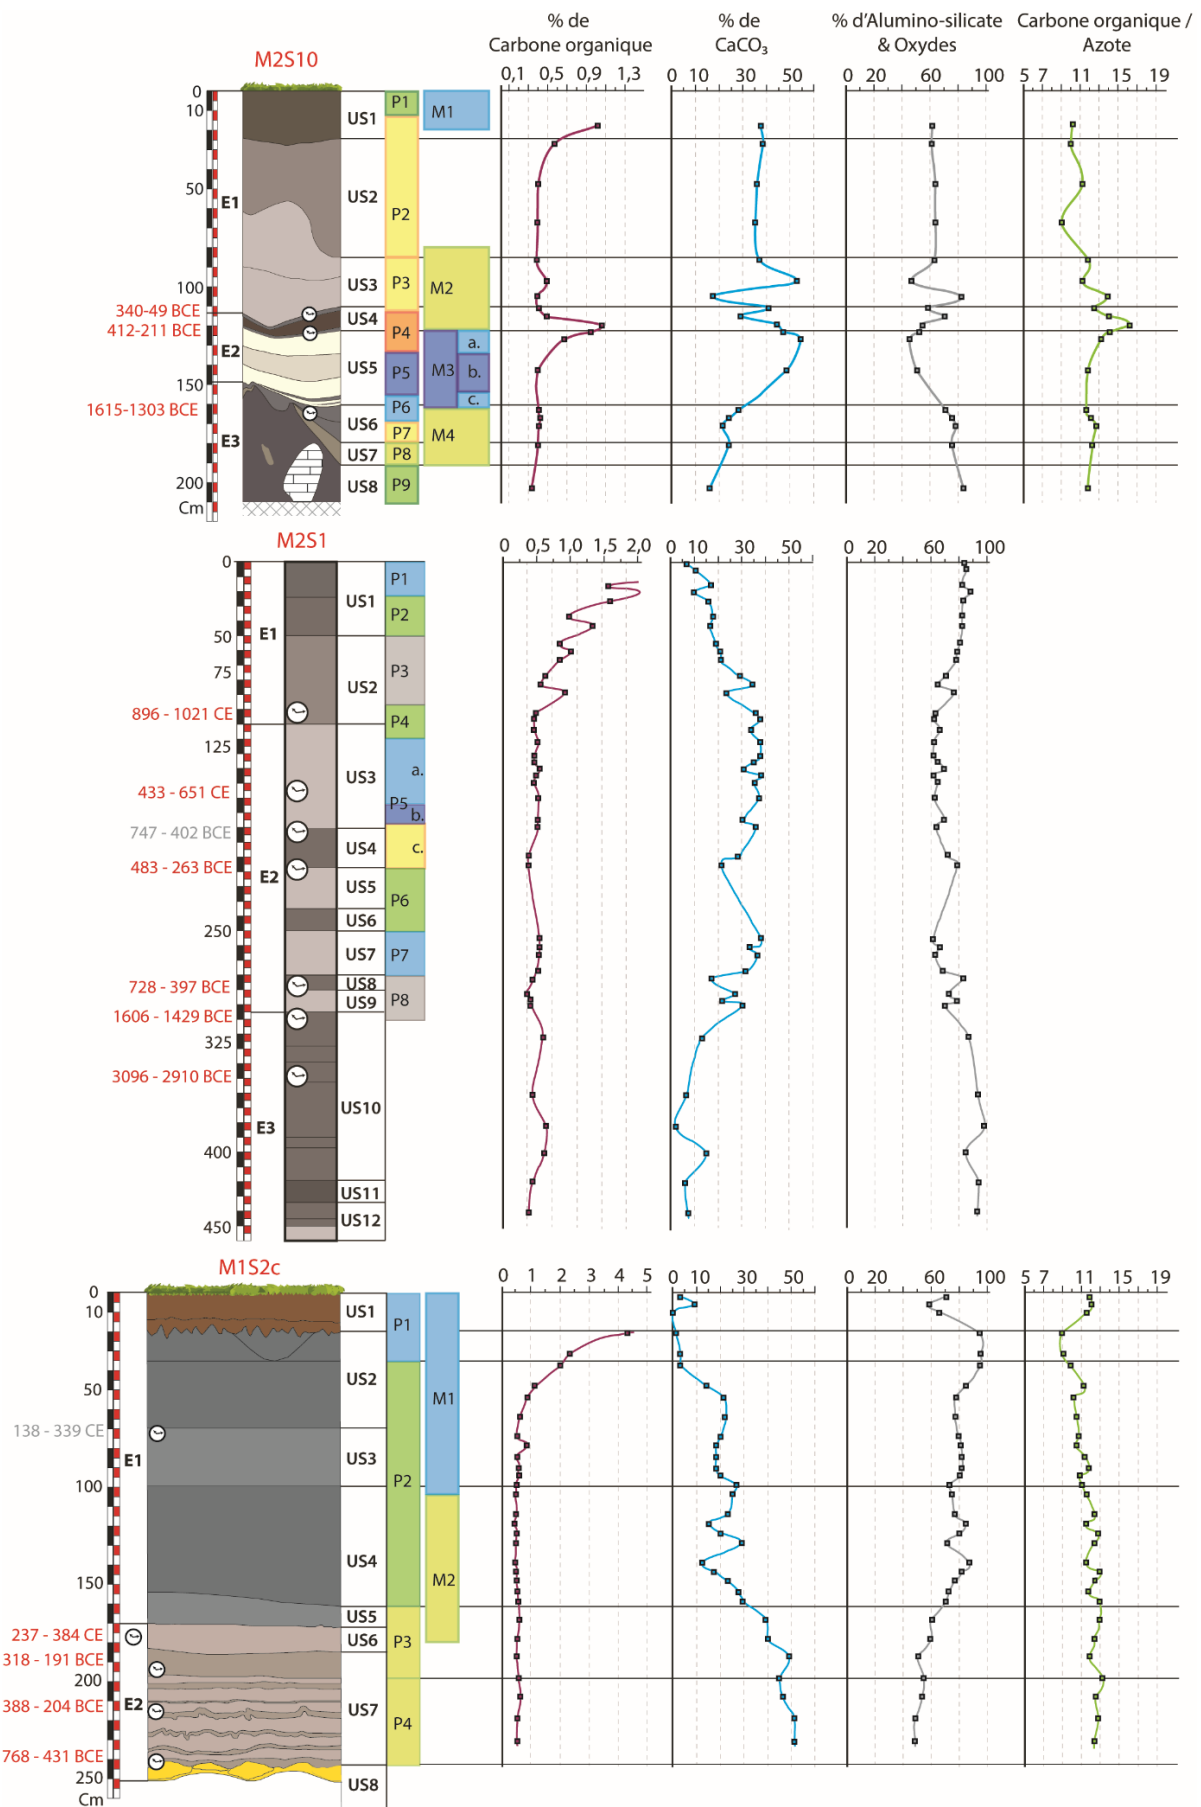 % de
Carbone organique
% de
CaCO₃
% d'Alumino-silicate
& Oxydes
Carbone organique /
Azote
M2S10
0,1 0,5 0,9 1,3
0 10 30 50
0 20 60 100
5 7 11 15 19
0
10
50
100
150
200
Cm
340-49 BCE
412-211 BCE
1615-1303 BCE
E1
E2
E3
US1
US2
US3
US4
US5
US6
US7
US8
P1
P2
P3
P4
P5
P6
P7
P8
P9
M1
M2
M3
a.
b.
c.
M4
M2S1
0 0,5 1,0 1,5 2,0
0 10 30 50
0 20 60 100
0
50
75
125
250
325
400
450
896 - 1021 CE
433 - 651 CE
747 - 402 BCE
483 - 263 BCE
728 - 397 BCE
1606 - 1429 BCE
3096 - 2910 BCE
E1
E2
E3
US1
US2
US3
US4
US5
US6
US7
US8
US9
US10
US11
US12
P1
P2
P3
P4
a.
P5
b.
c.
P6
P7
P8
M1S2c
0 1 2 3 4 5
0 10 30 50
0 20 60 100
5 7 11 15 19
0
10
50
100
150
200
250
Cm
138 - 339 CE
237 - 384 CE
318 - 191 BCE
388 - 204 BCE
768 - 431 BCE
E1
E2
US1
US2
US3
US4
US5
US6
US7
US8
P1
P2
P3
P4
M1
M2